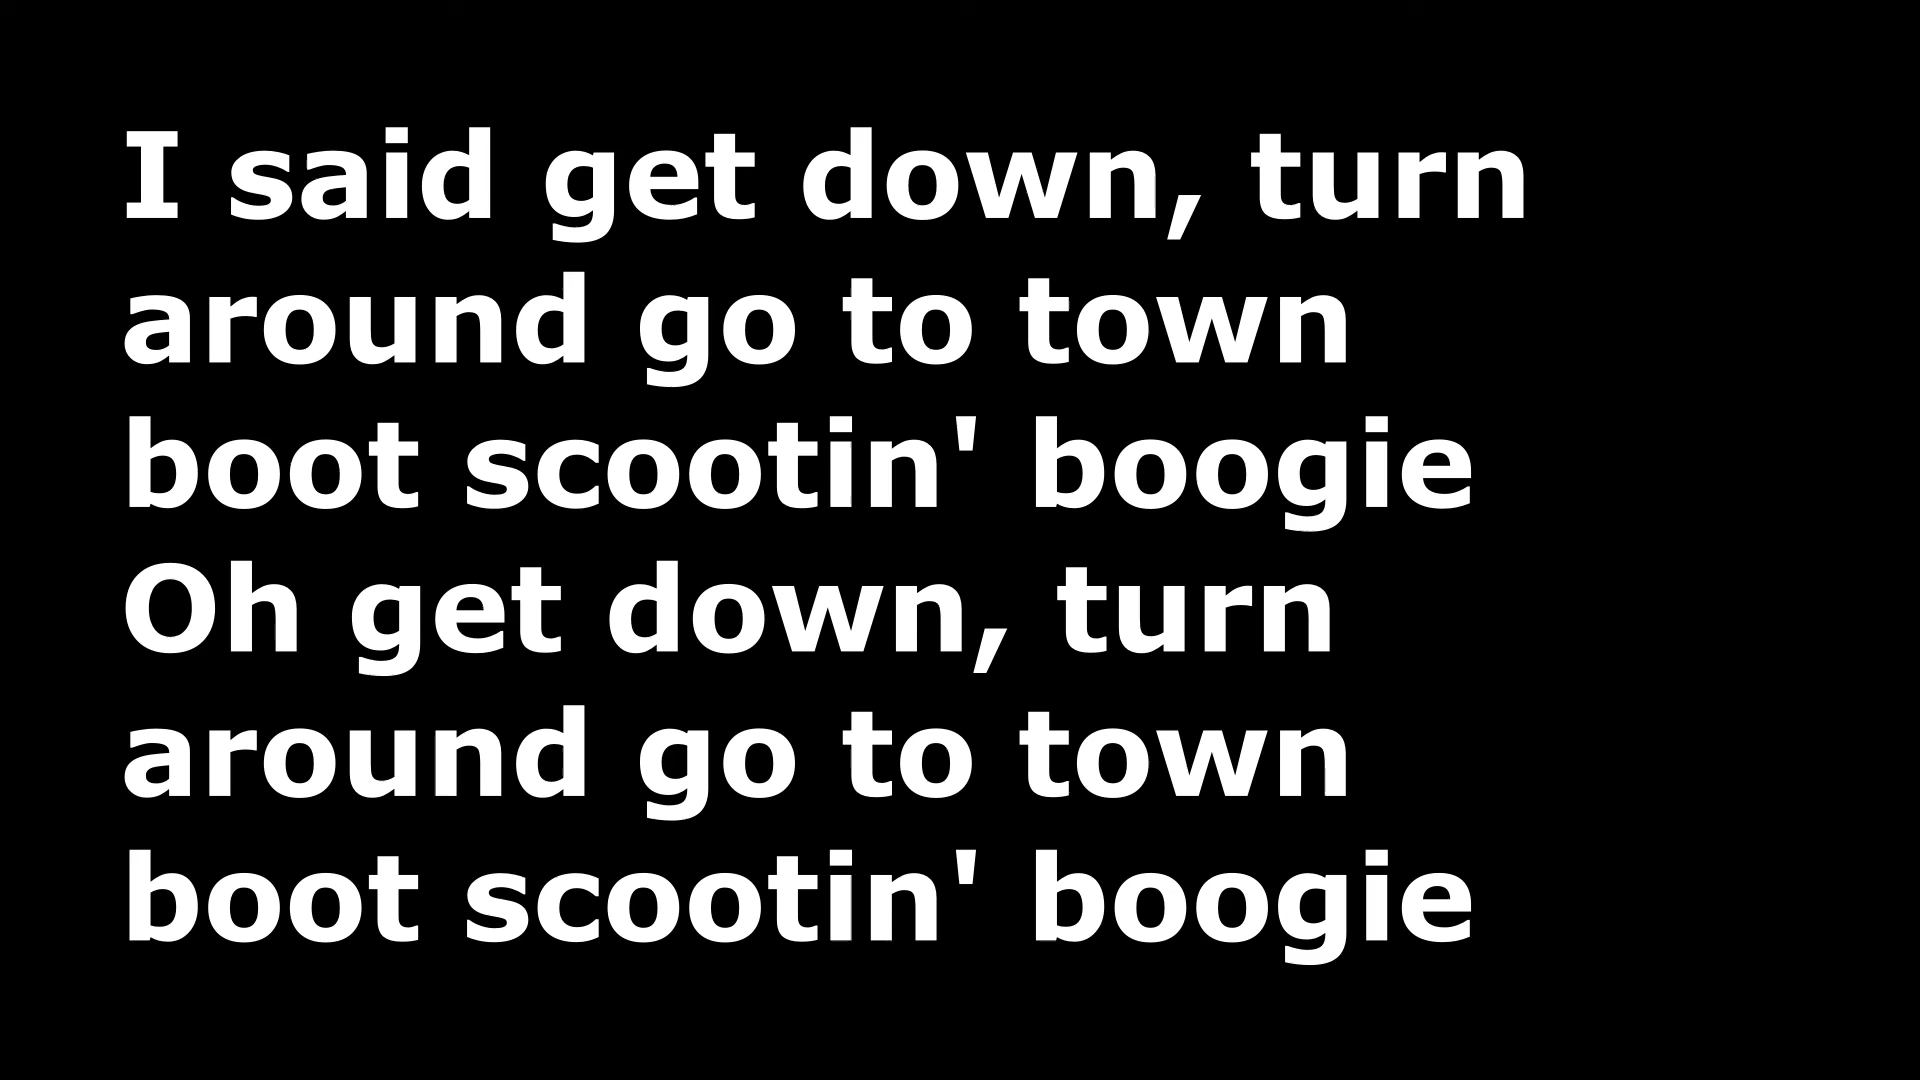 I said get down, turn
around go to town
boot scootin' boogie
Oh get down, turn
around go to town
boot scootin' boogie